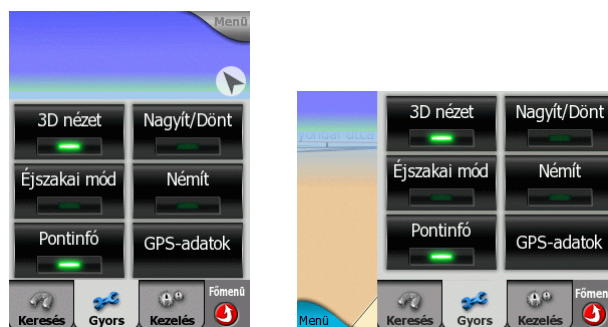 Menü
3D nézet Nagyít/Dönt
Éjszakai mód Némít
Pontinfó GPS-adatok
Keresés Gyors Kezelés Főmenü
3D nézet Nagyít/Dönt
Éjszakai mód Némít
Pontinfó GPS-adatok
Menü Keresés Gyors Kezelés Főmen